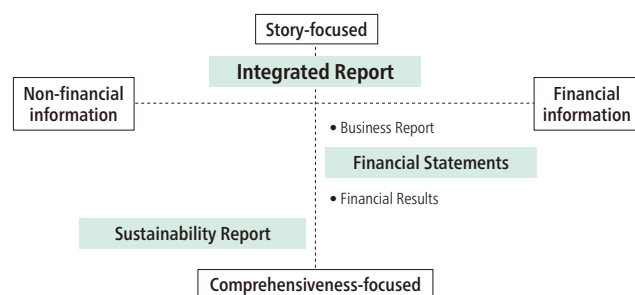 Story-focused
Integrated Report
Non-financial
information
Financial
information
• Business Report
Financial Statements
• Financial Results
Sustainability Report
Comprehensiveness-focused